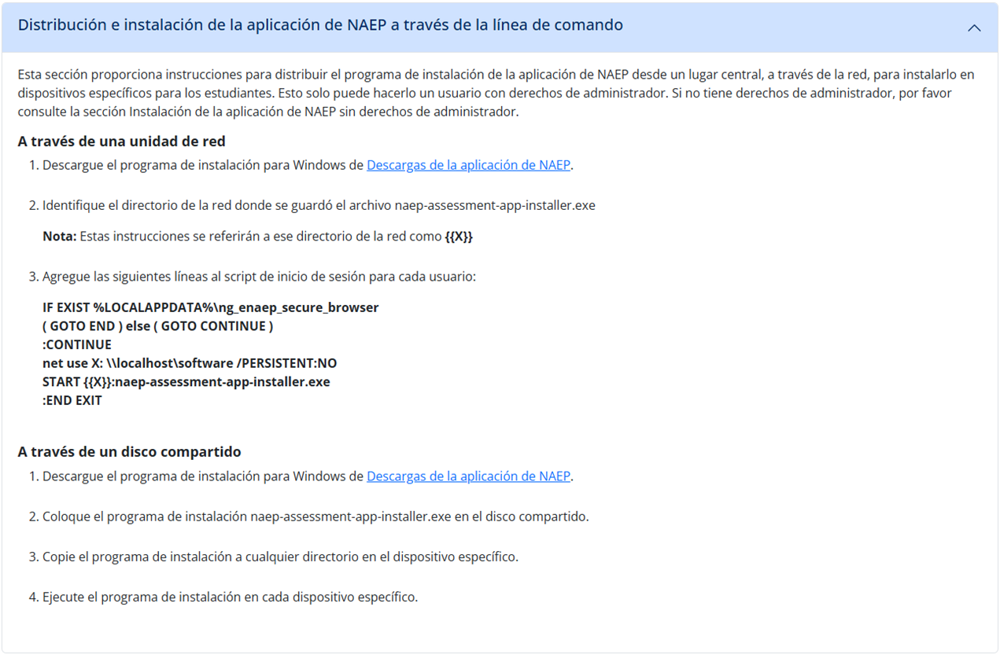 Distribución e instalación de la aplicación de NAEP a través de la línea de comando
Esta sección proporciona instrucciones para distribuir el programa de instalación de la aplicación de NAEP desde un lugar central, a través de la red, para instalarlo en
dispositivos específicos para los estudiantes. Esto solo puede hacerlo un usuario con derechos de administrador. Si no tiene derechos de administrador, por favor
consulte la sección Instalación de la aplicación de NAEP sin derechos de administrador.
A través de una unidad de red
1. Descargue el programa de instalación para Windows de Descargas de la aplicación de NAEP.
2. Identifique el directorio de la red donde se guardó el archivo naep-assessment-app-installer.exe
Nota: Estas instrucciones se referirán a ese directorio de la red como {{X}}
3. Agregue las siguientes líneas al script de inicio de sesión para cada usuario:
IF EXIST %LOCALAPPDATA%\ng_enaep_secure_browser
( GOTO END ) else ( GOTO CONTINUE )
:CONTINUE
net use X: \\localhost\software /PERSISTENT:NO
START {{X}}:naep-assessment-app-installer.exe
:END EXIT
A través de un disco compartido
1. Descargue el programa de instalación para Windows de Descargas de la aplicación de NAEP.
2. Coloque el programa de instalación naep-assessment-app-installer.exe en el disco compartido.
3. Copie el programa de instalación a cualquier directorio en el dispositivo específico.
4. Ejecute el programa de instalación en cada dispositivo específico.